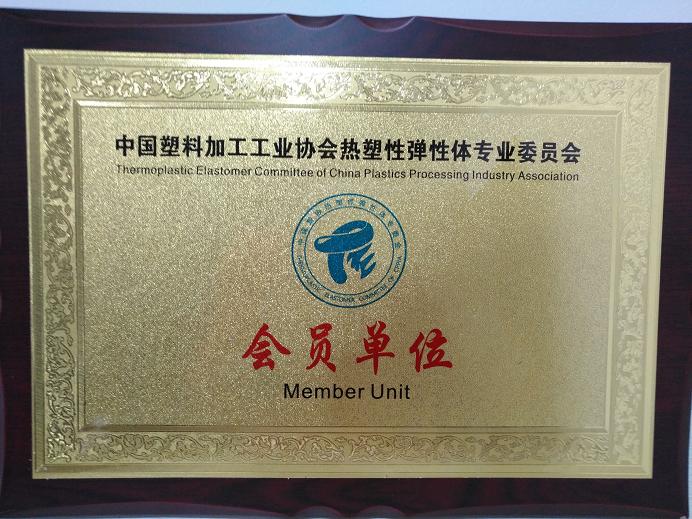 中国塑料加工工业协会热塑性弹性体专业委员会
Thermoplastic Elastomer Committee of China Plastics Processing Industry Association
会员单位
Member Unit